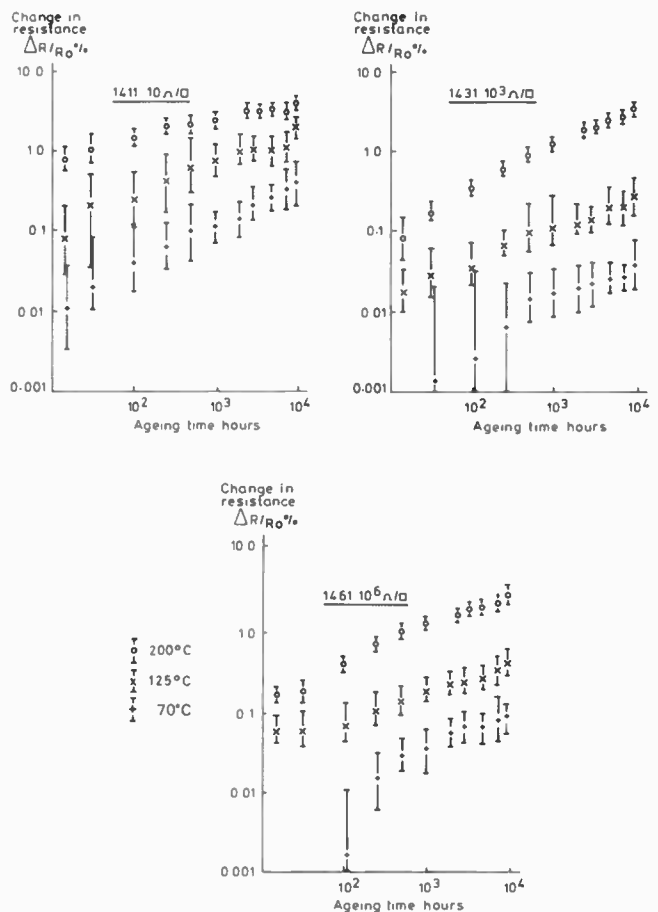 Change in
resistance
ΔR/Ro%
10 0
1.0
0.1
0.01
0.001
1411 10 Ω/□
10²
10³
10⁴
Ageing time hours
Change in
resistance
ΔR/Ro%
10.0
1.0
0.1
0.01
0.001
1431 10³ Ω/□
10²
10³
10⁴
Ageing time hours
Change in
resistance
ΔR/Ro%
10 0
1.0
0.1
0 01
0.001
1461 10⁶ Ω/□
200°C
125°C
70°C
10²
10³
10⁴
Ageing time hours